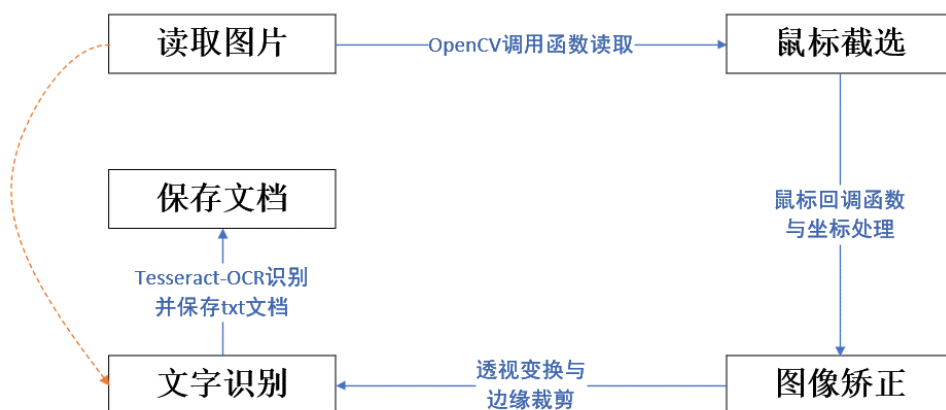 读取图片
OpenCV调用函数读取
鼠标截选
鼠标回调函数
与坐标处理
保存文档
Tesseract-OCR识别
并保存txt文档
文字识别
透视变换与
边缘裁剪
图像矫正